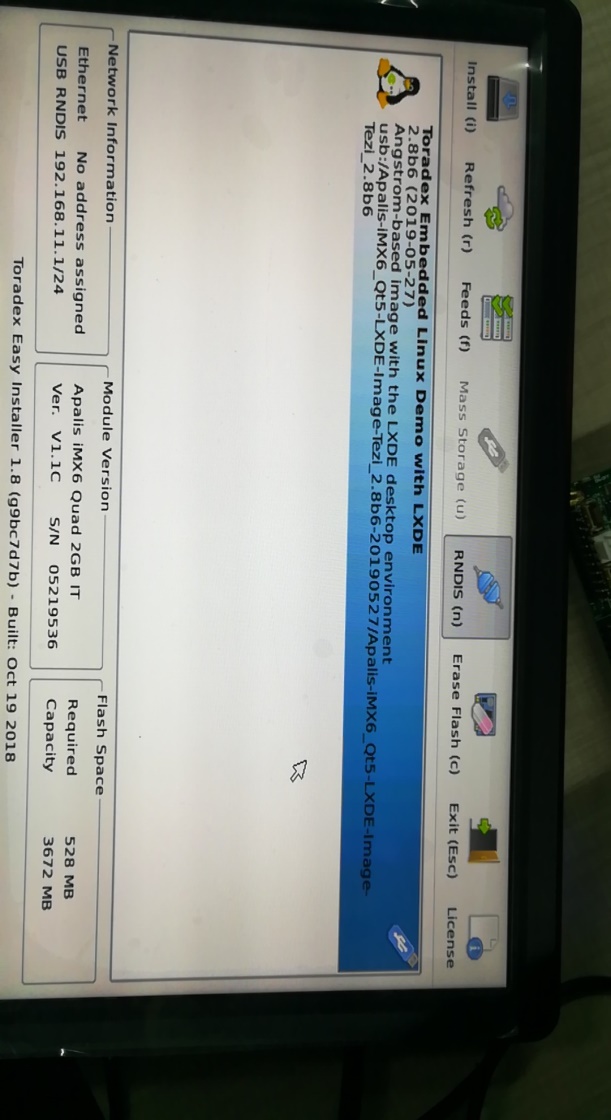 Install (i) Refresh (r) Feeds (f) Mass Storage (u) RNDIS (n) Erase Flash (c) Exit (Esc) License
Toradex Embedded Linux Demo with LXDE
2.8b6 (2019-05-27)
Angstrom-based image with the LXDE desktop environment
usb:/Apalis-iMX6_Qt5-LXDE-Image-Tezi_2.8b6-20190527/Apalis-iMX6_Qt5-LXDE-Image-
Tezi_2.8b6
Network Information
Ethernet No address assigned
USB RNDIS 192.168.11.1/24
Module Version
Apalis iMX6 Quad 2GB IT
Ver. V1.1C S/N 05219536
Flash Space
Required 528 MB
Capacity 3672 MB
Toradex Easy Installer 1.8 (g9bc7d7b) - Built: Oct 19 2018